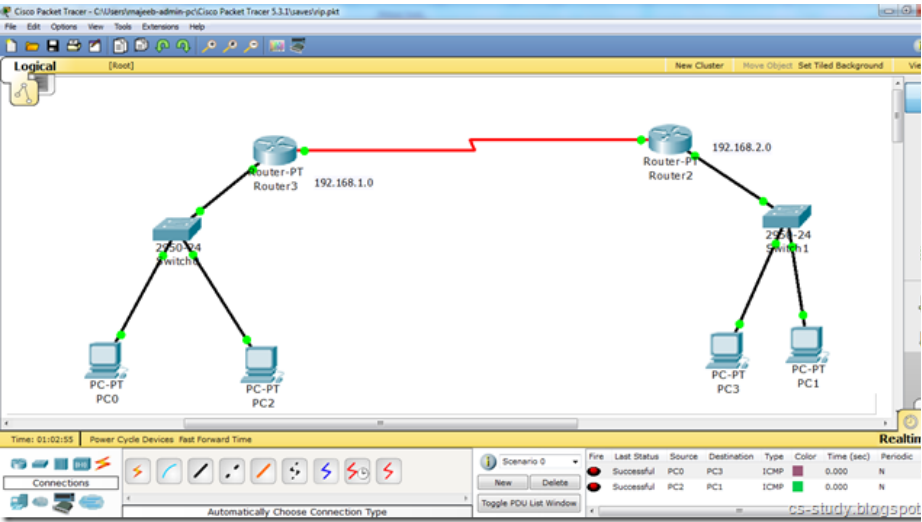 Cisco Packet Tracer - C:\Users\majeeb-admin-pc\Cisco Packet Tracer 5.3.1\saves\rip.pkt
File Edit Options View Tools Extensions Help
Logical [Root] New Cluster Move Object Set Tiled Background
Router-PT
Router3
192.168.1.0
Router-PT
Router2
192.168.2.0
2950-24
Switch1
2950-24
PC-PT
PC0
PC-PT
PC2
PC-PT
PC3
PC-PT
PC1
Time: 01:02:55 Power Cycle Devices Fast Forward Time
Realtim
Connections
Automatically Choose Connection Type
Scenario 0
New Delete
Toggle PDU List Window
Fire Last Status Source Destination Type Color Time (sec) Periodic
Successful PC0 PC3 ICMP 0.000 N
Successful PC2 PC1 ICMP 0.000 N
cs-study.blogspo